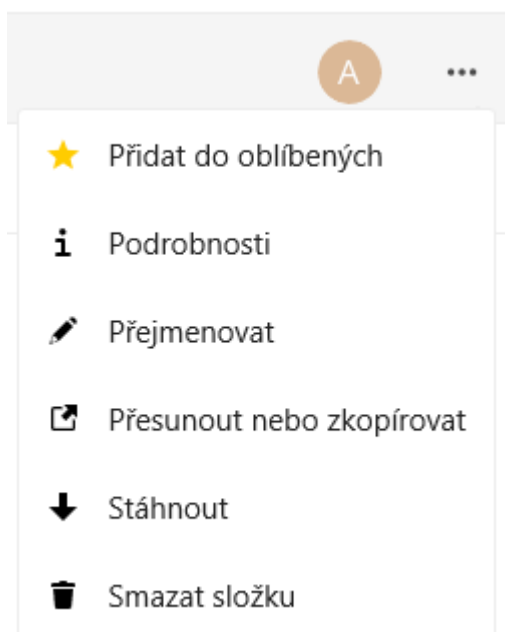 A
Přidat do oblíbených
Podrobnosti
Přejmenovat
Přesunout nebo zkopírovat
Stáhnout
Smazat složku